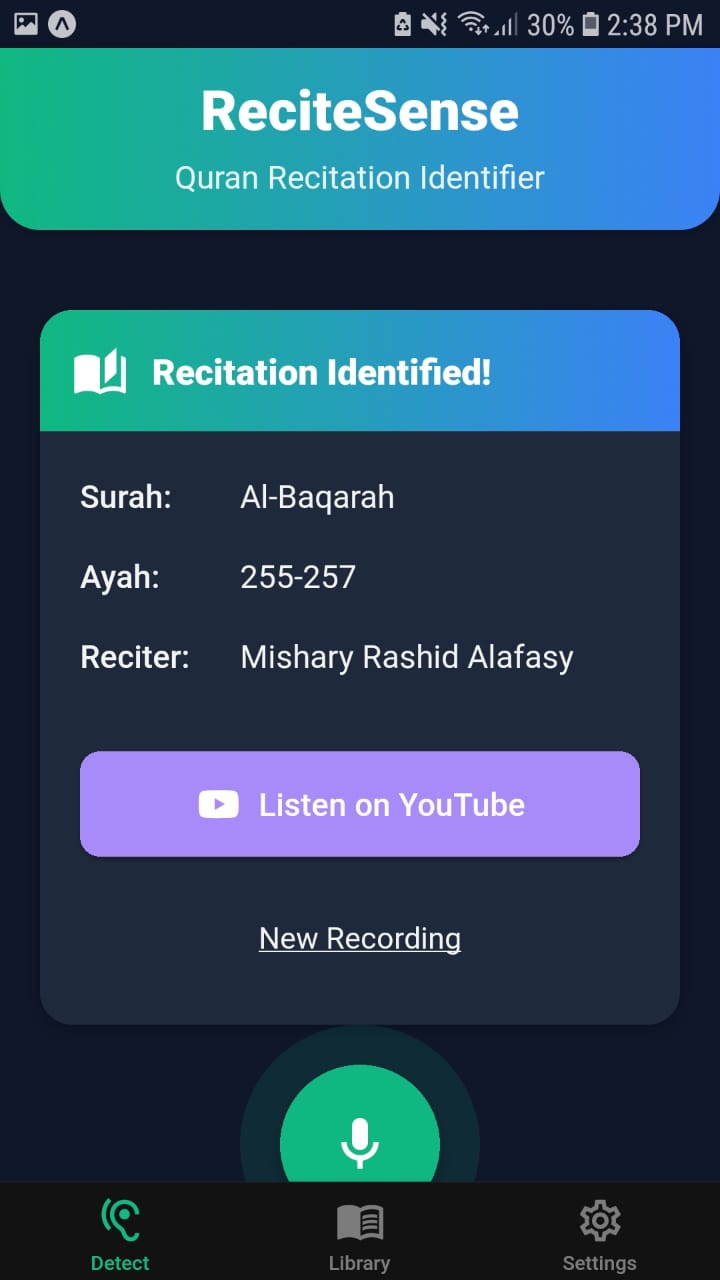 30% 2:38 PM
ReciteSense
Quran Recitation Identifier
Recitation Identified!
Surah: Al-Baqarah
Ayah: 255-257
Reciter: Mishary Rashid Alafasy
Listen on YouTube
New Recording
Detect Library Settings